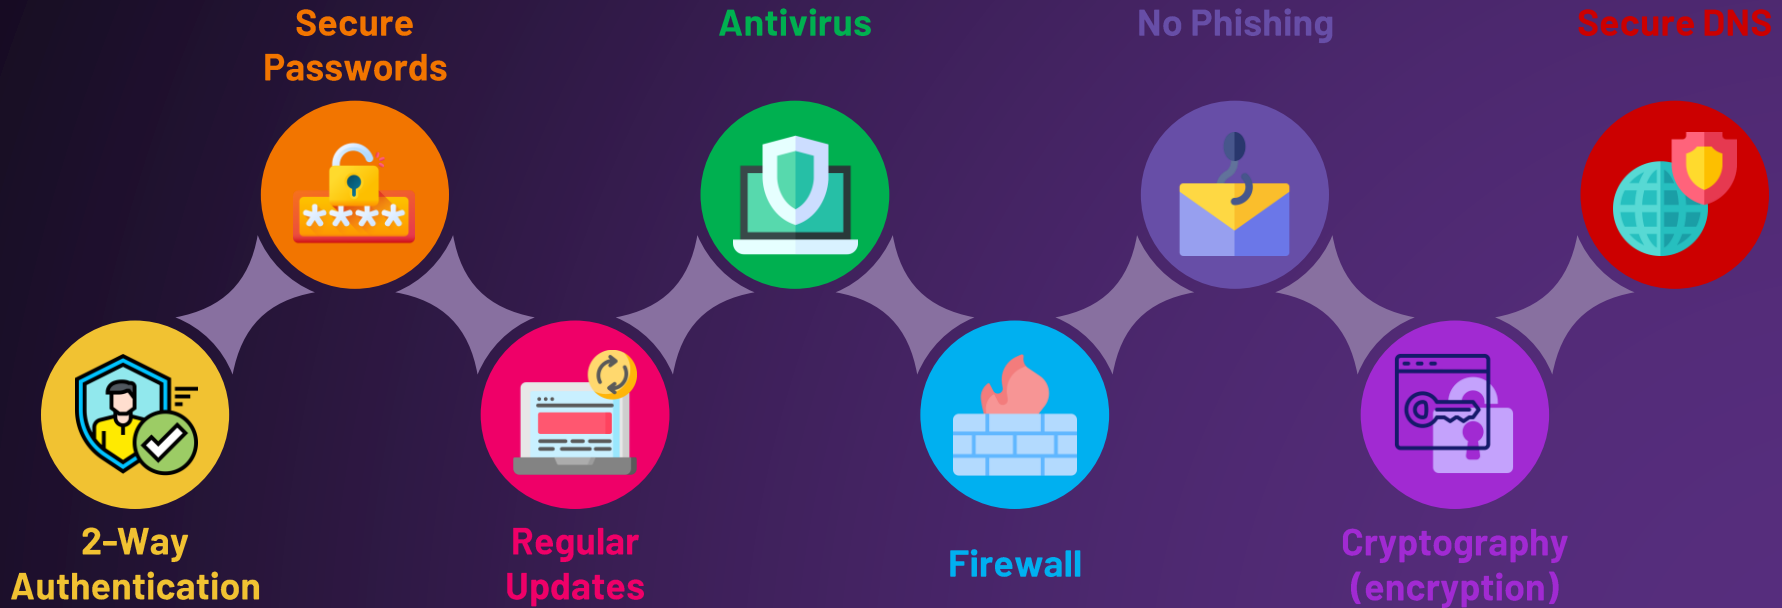 Secure
Passwords
Antivirus
No Phishing
Secure DNS
****
2-Way
Authentication
Regular
Updates
Firewall
Cryptography
(encryption)